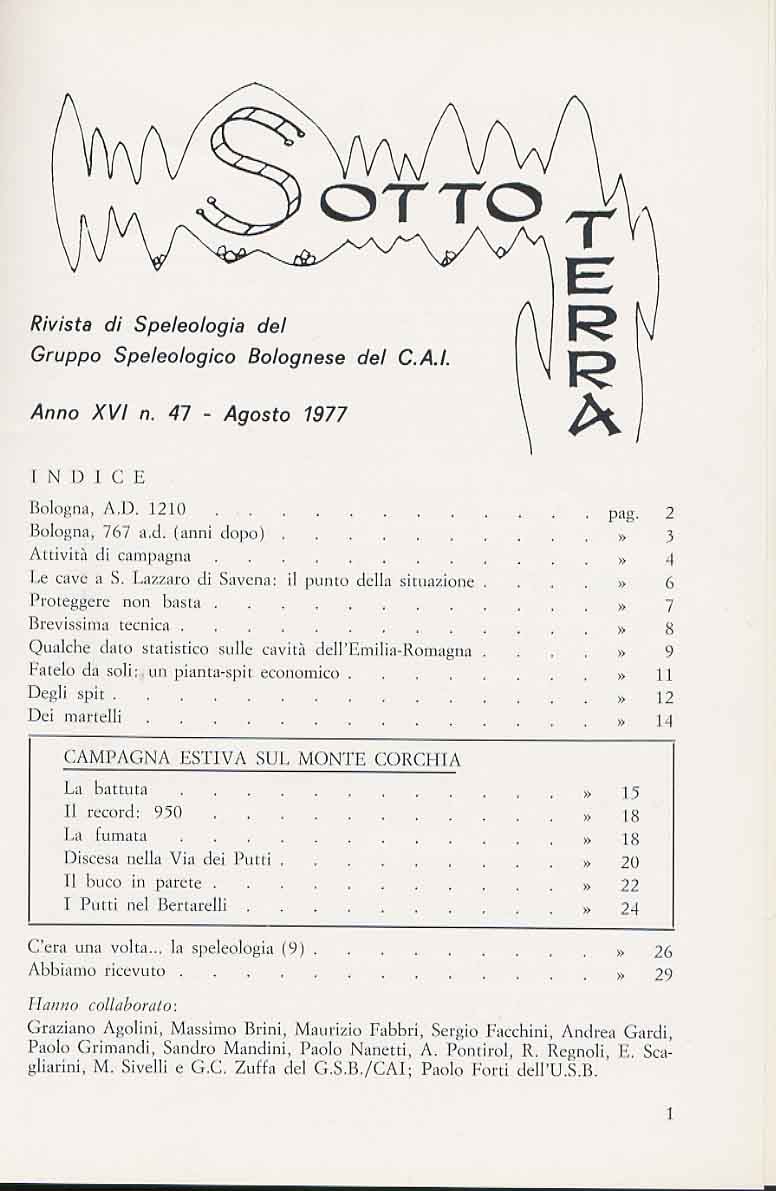 SOTTO
TERRA
Rivista di Speleologia del
Gruppo Speleologico Bolognese del C.A.I.
Anno XVI n. 47 - Agosto 1977
INDICE
Bologna, A.D. 1210 . . . . . . . . . . . . pag. 2
Bologna, 767 a.d. (anni dopo) . . . . . . . . . . » 3
Attività di campagna . . . . . . . . . . . . » 4
Le cave a S. Lazzaro di Savena: il punto della situazione . . . . » 6
Proteggere non basta . . . . . . . . . . . . » 7
Brevissima tecnica . . . . . . . . . . . . . » 8
Qualche dato statistico sulle cavità dell'Emilia-Romagna . . . . » 9
Fatelo da soli: un pianta-spit economico . . . . . . . . » 11
Degli spit . . . . . . . . . . . . . . . » 12
Dei martelli . . . . . . . . . . . . . . » 14
CAMPAGNA ESTIVA SUL MONTE CORCHIA
La battuta . . . . . . . . . . . . » 15
Il record: 950 . . . . . . . . . . . » 18
La fumata . . . . . . . . . . . . » 18
Discesa nella Via dei Putti . . . . . . . . . » 20
Il buco in parete . . . . . . . . . . . » 22
I Putti nel Bertarelli . . . . . . . . . . » 24
C'era una volta... la speleologia (9) . . . . . . . . . » 26
Abbiamo ricevuto . . . . . . . . . . . . . » 29
Hanno collaborato:
Graziano Agolini, Massimo Brini, Maurizio Fabbri, Sergio Facchini, Andrea Gardi,
Paolo Grimandi, Sandro Mandini, Paolo Nanetti, A. Pontirol, R. Regnoli, E. Sca-
gliarini, M. Sivelli e G.C. Zuffa del G.S.B./CAI; Paolo Forti dell'U.S.B.
1